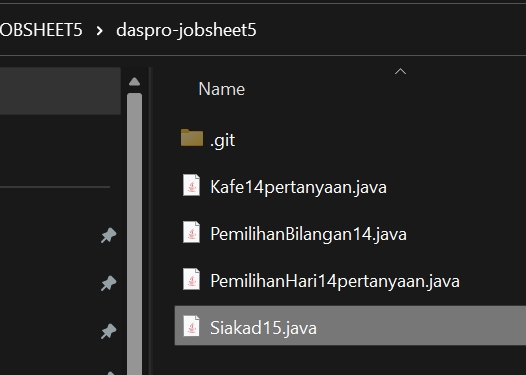 OBSHEET5 > daspro-jobsheet5
Name
.git
Kafe14pertanyaan.java
PemilihanBilangan14.java
PemilihanHari14pertanyaan.java
Siakad15.java